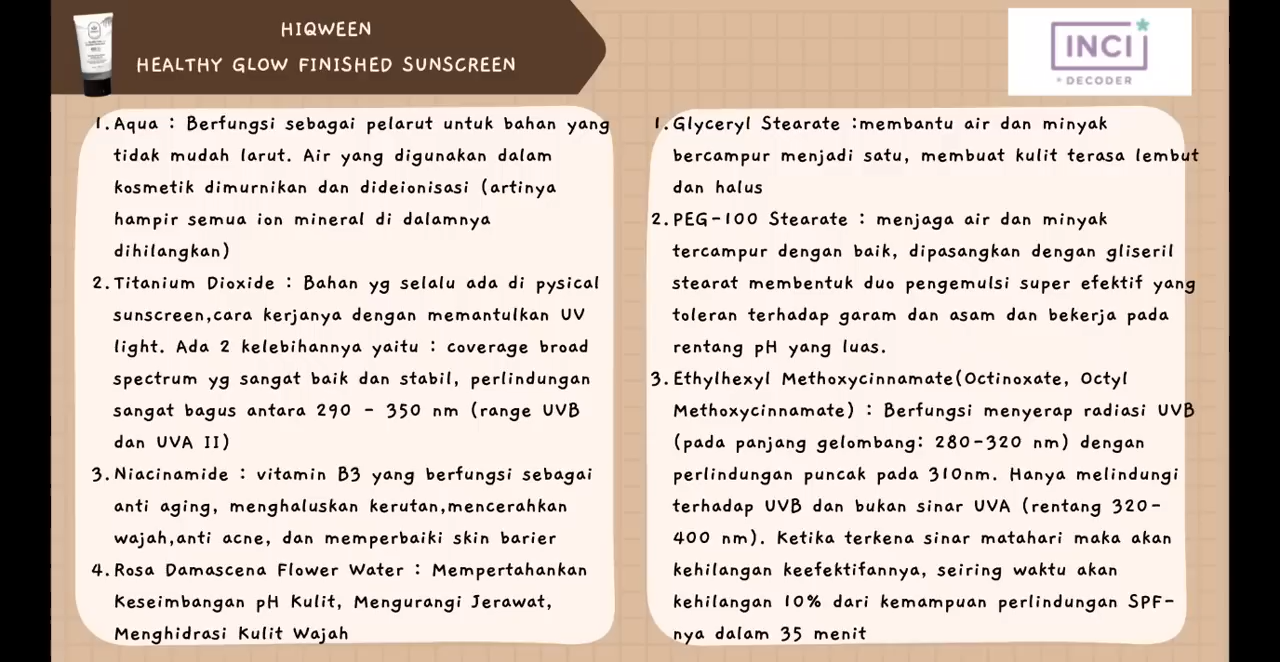 HIQWEEN
HEALTHY GLOW FINISHED SUNSCREEN
INCI
DECODER
1. Aqua : Berfungsi sebagai pelarut untuk bahan yang
tidak mudah larut. Air yang digunakan dalam
kosmetik dimurnikan dan dideionisasi (artinya
hampir semua ion mineral di dalamnya
dihilangkan)
2. Titanium Dioxide : Bahan yg selalu ada di pysical
sunscreen,cara kerjanya dengan memantulkan UV
light. Ada 2 kelebihannya yaitu : coverage broad
spectrum yg sangat baik dan stabil, perlindungan
sangat bagus antara 290 - 350 nm (range UVB
dan UVA II)
3. Niacinamide : vitamin B3 yang berfungsi sebagai
anti aging, menghaluskan kerutan,mencerahkan
wajah,anti acne, dan memperbaiki skin barier
4. Rosa Damascena Flower Water : Mempertahankan
Keseimbangan pH Kulit, Mengurangi Jerawat,
Menghidrasi Kulit Wajah
1. Glyceryl Stearate :membantu air dan minyak
bercampur menjadi satu, membuat kulit terasa lembut
dan halus
2. PEG-100 Stearate : menjaga air dan minyak
tercampur dengan baik, dipasangkan dengan gliseril
stearat membentuk duo pengemulsi super efektif yang
toleran terhadap garam dan asam dan bekerja pada
rentang pH yang luas.
3. Ethylhexyl Methoxycinnamate(Octinoxate, Octyl
Methoxycinnamate) : Berfungsi menyerap radiasi UVB
(pada panjang gelombang: 280-320 nm) dengan
perlindungan puncak pada 310nm. Hanya melindungi
terhadap UVB dan bukan sinar UVA (rentang 320-
400 nm). Ketika terkena sinar matahari maka akan
kehilangan keefektifannya, seiring waktu akan
kehilangan 10% dari kemampuan perlindungan SPF-
nya dalam 35 menit